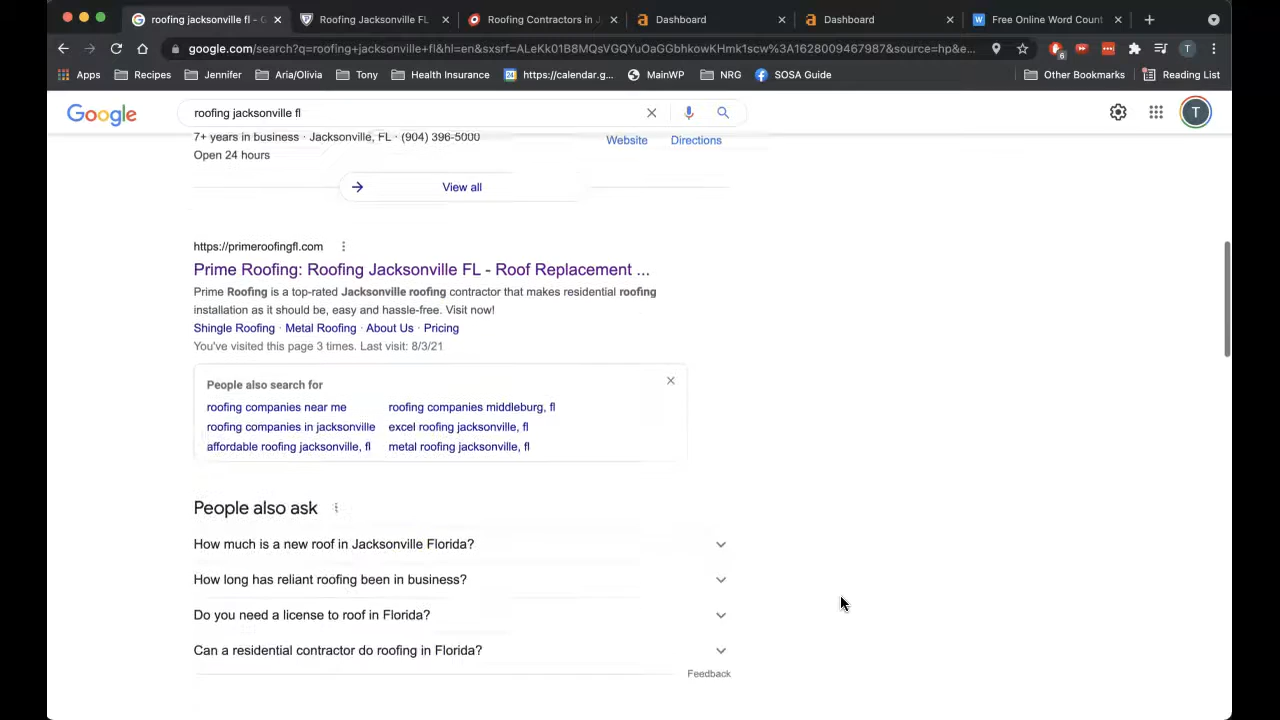 roofing jacksonville fl - G
Roofing Jacksonville FL
Roofing Contractors in J
Dashboard
Dashboard
Free Online Word Count
google.com/search?q=roofing+jacksonville+fl&hl=en&sxsrf=ALeKk01B8MQsVGQYuOaGGbhkowKHmk1scw%3A1628009467987&source=hp&e...
6
T
Apps
Recipes
Jennifer
Aria/Olivia
Tony
Health Insurance
24
https://calendar.g...
MainWP
NRG
SOSA Guide
Other Bookmarks
Reading List
Google
roofing jacksonville fl
T
7+ years in business · Jacksonville, FL · (904) 396-5000
Open 24 hours
Website
Directions
View all
https://primeroofingfl.com
Prime Roofing: Roofing Jacksonville FL - Roof Replacement ...
Prime Roofing is a top-rated Jacksonville roofing contractor that makes residential roofing
installation as it should be, easy and hassle-free. Visit now!
Shingle Roofing · Metal Roofing · About Us · Pricing
You've visited this page 3 times. Last visit: 8/3/21
People also search for
roofing companies near me
roofing companies middleburg, fl
roofing companies in jacksonville
excel roofing jacksonville, fl
affordable roofing jacksonville, fl
metal roofing jacksonville, fl
People also ask
How much is a new roof in Jacksonville Florida?
How long has reliant roofing been in business?
Do you need a license to roof in Florida?
Can a residential contractor do roofing in Florida?
Feedback